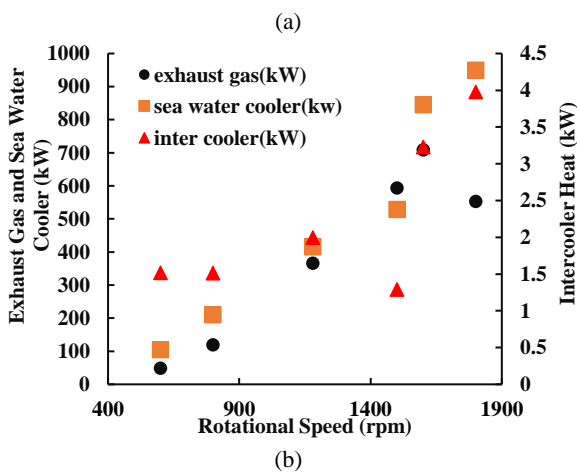 (a)
Exhaust Gas and Sea Water
Cooler (kW)
1000
900
800
700
600
500
400
300
200
100
0
exhaust gas(kW)
sea water cooler(kw)
inter cooler(kW)
4.5
4
3.5
3
2.5
2
1.5
1
0.5
0
Intercooler Heat (kW)
400
900
1400
1900
Rotational Speed (rpm)
(b)